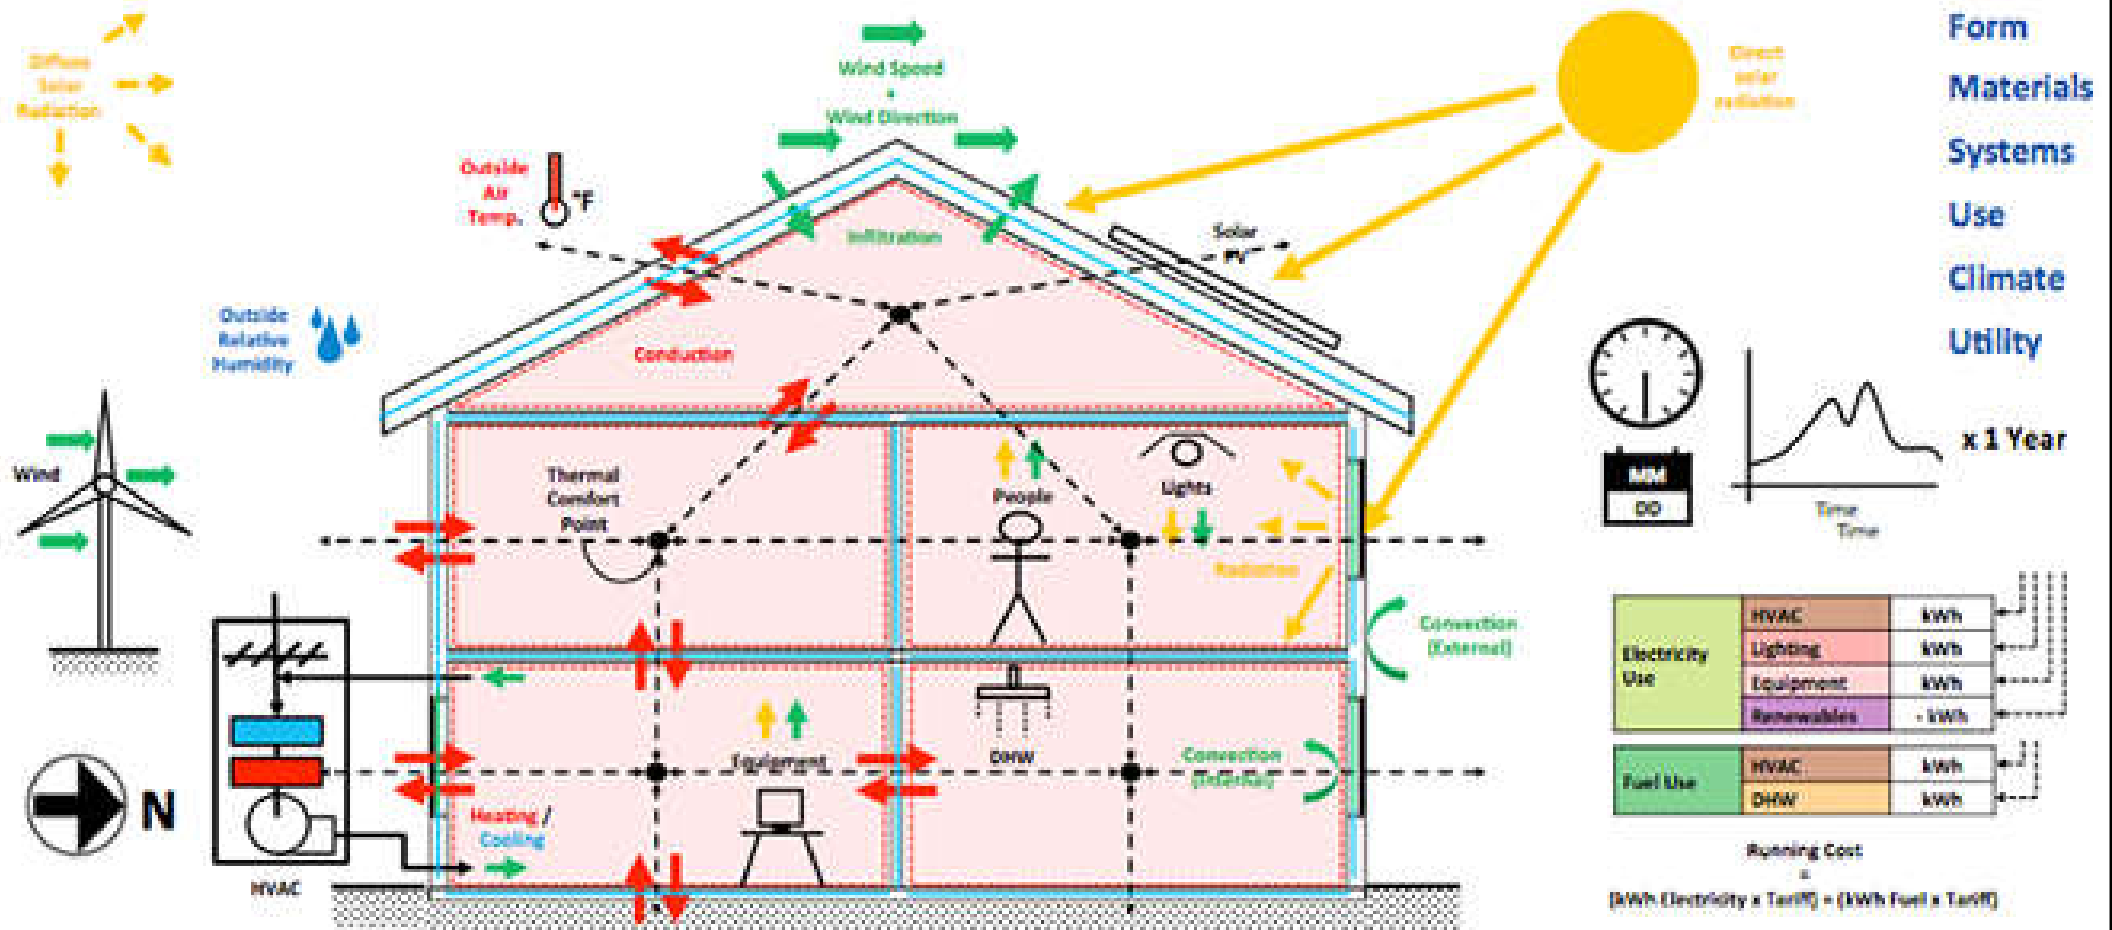 Diffuse
Solar
Radiation
Wind Speed
+
Wind Direction
Direct
solar
radiation
Form
Materials
Systems
Use
Climate
Utility
Outside
Air
Temp.
°F
Infiltration
Solar
PV
Outside
Relative
Humidity
Conduction
x 1 Year
Wind
Thermal
Comfort
Point
People
Lights
MM
DD
Time
Time
Radiation
Convection
(External)
Electricity
Use
HVAC
kWh
Lighting
kWh
Equipment
kWh
Renewables
- kWh
Fuel Use
HVAC
kWh
DHW
kWh
Equipment
DHW
Convection
(Internal)
N
Heating /
Cooling
HVAC
Running Cost
=
(kWh Electricity x Tariff) + (kWh Fuel x Tariff)